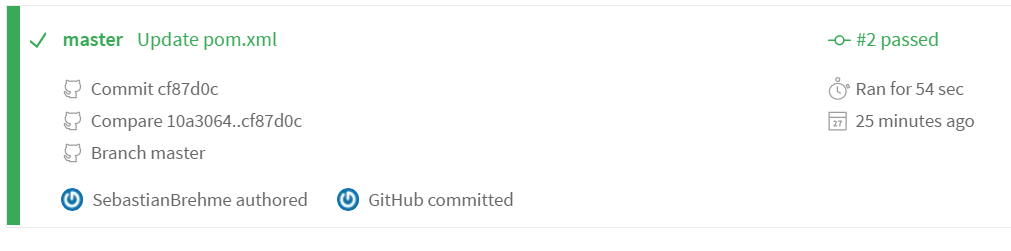 master Update pom.xml #2 passed
Commit cf87d0c Ran for 54 sec
Compare 10a3064..cf87d0c 25 minutes ago
27
Branch master
SebastianBrehme authored GitHub committed